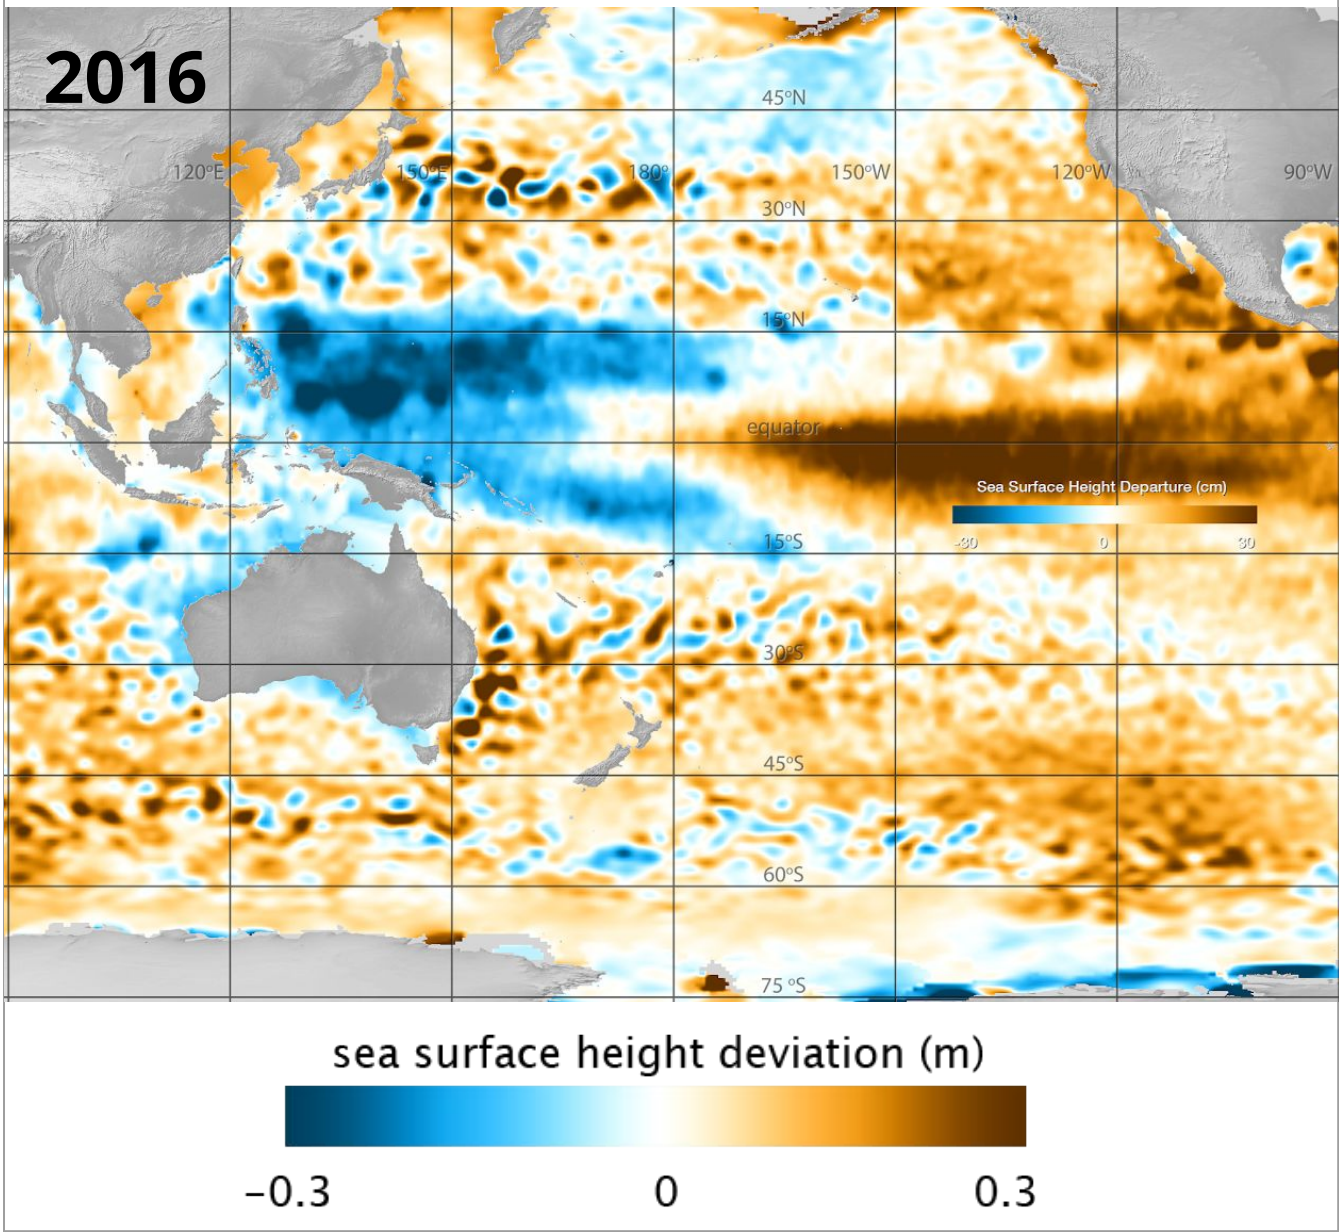 2016
45°N
120°E
150°E
180°
150°W
120°W
90°W
30°N
15°N
equator
Sea Surface Height Departure (cm)
-30 0 30
15°S
30°S
45°S
60°S
75 °S
sea surface height deviation (m)
−0.3 0 0.3